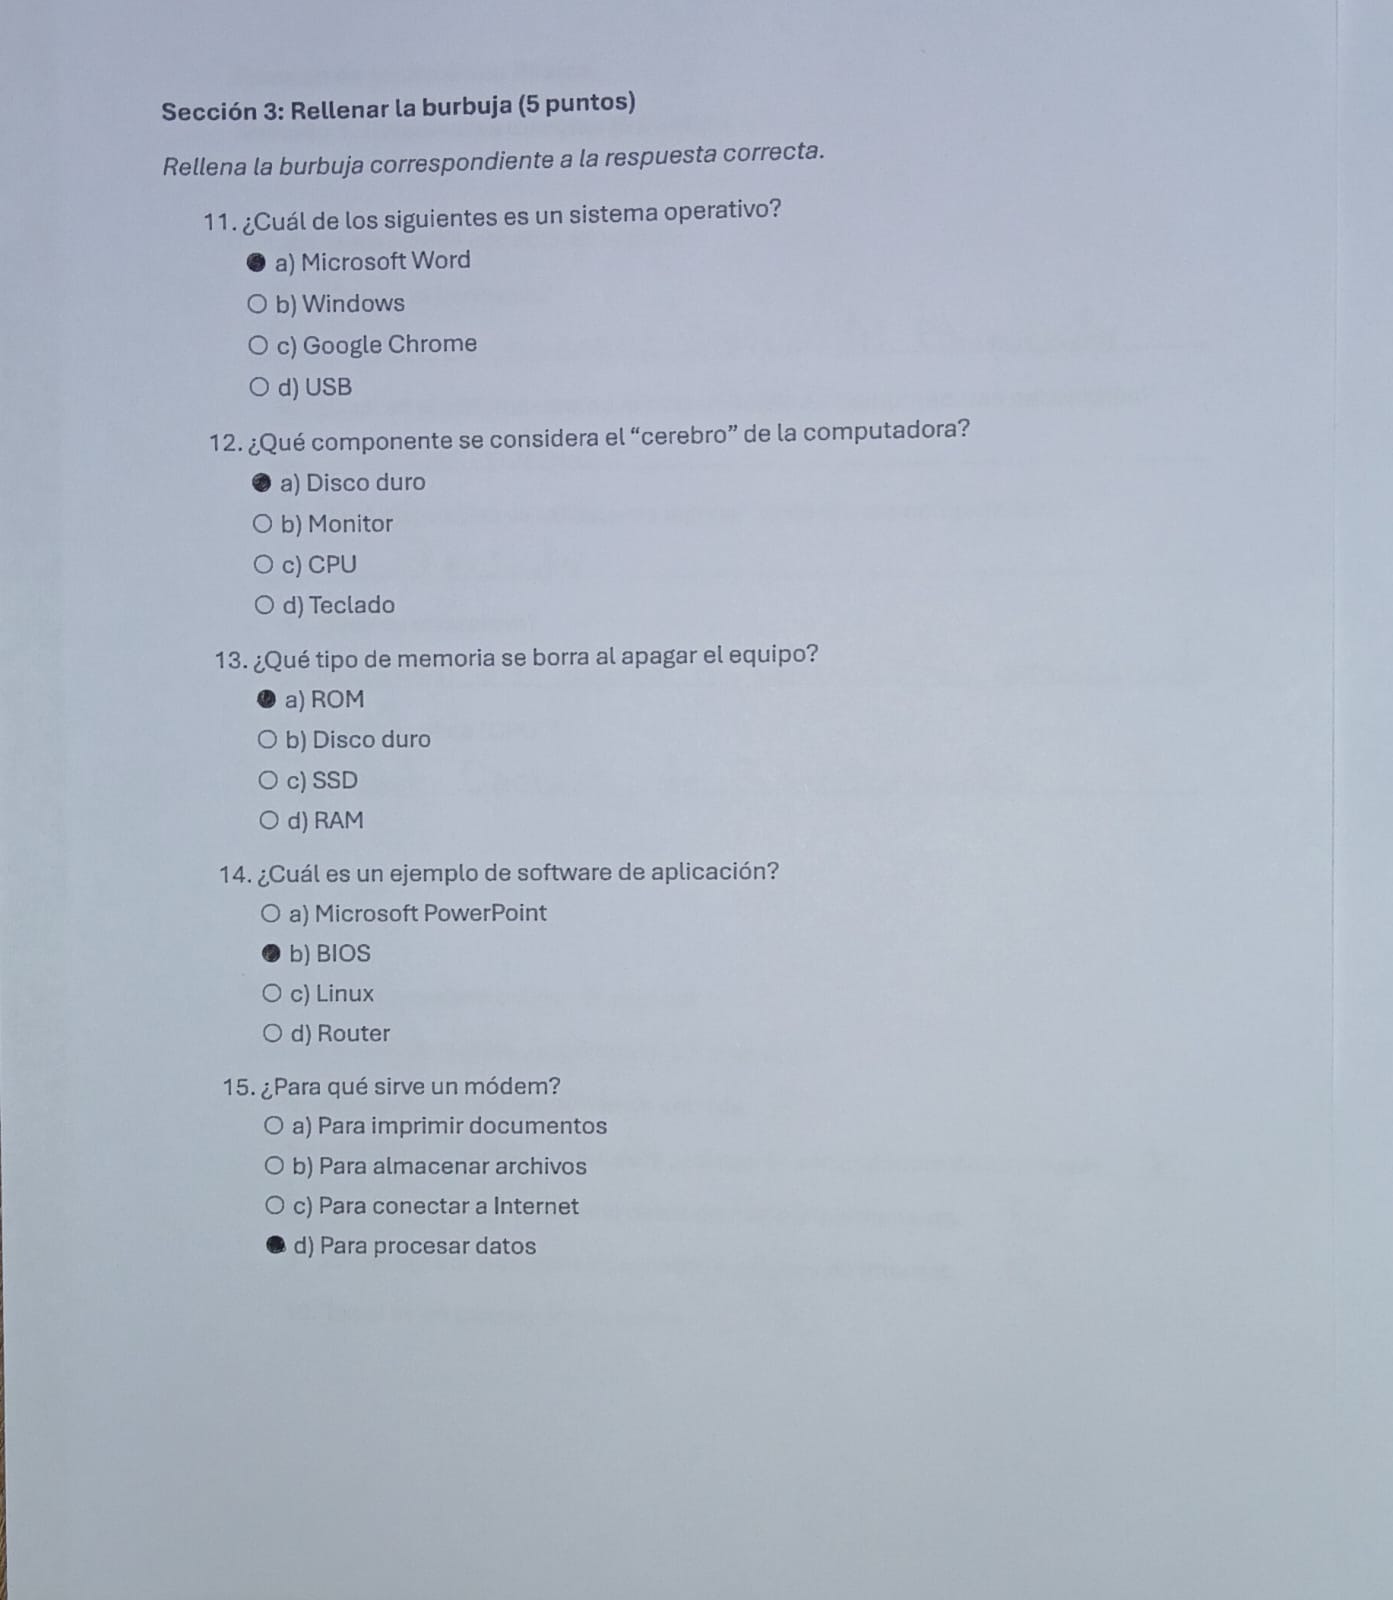 Sección 3: Rellenar la burbuja (5 puntos)
Rellena la burbuja correspondiente a la respuesta correcta.
11. ¿Cuál de los siguientes es un sistema operativo?
● a) Microsoft Word
○ b) Windows
○ c) Google Chrome
○ d) USB
12. ¿Qué componente se considera el “cerebro” de la computadora?
● a) Disco duro
○ b) Monitor
○ c) CPU
○ d) Teclado
13. ¿Qué tipo de memoria se borra al apagar el equipo?
● a) ROM
○ b) Disco duro
○ c) SSD
○ d) RAM
14. ¿Cuál es un ejemplo de software de aplicación?
○ a) Microsoft PowerPoint
● b) BIOS
○ c) Linux
○ d) Router
15. ¿Para qué sirve un módem?
○ a) Para imprimir documentos
○ b) Para almacenar archivos
○ c) Para conectar a Internet
● d) Para procesar datos